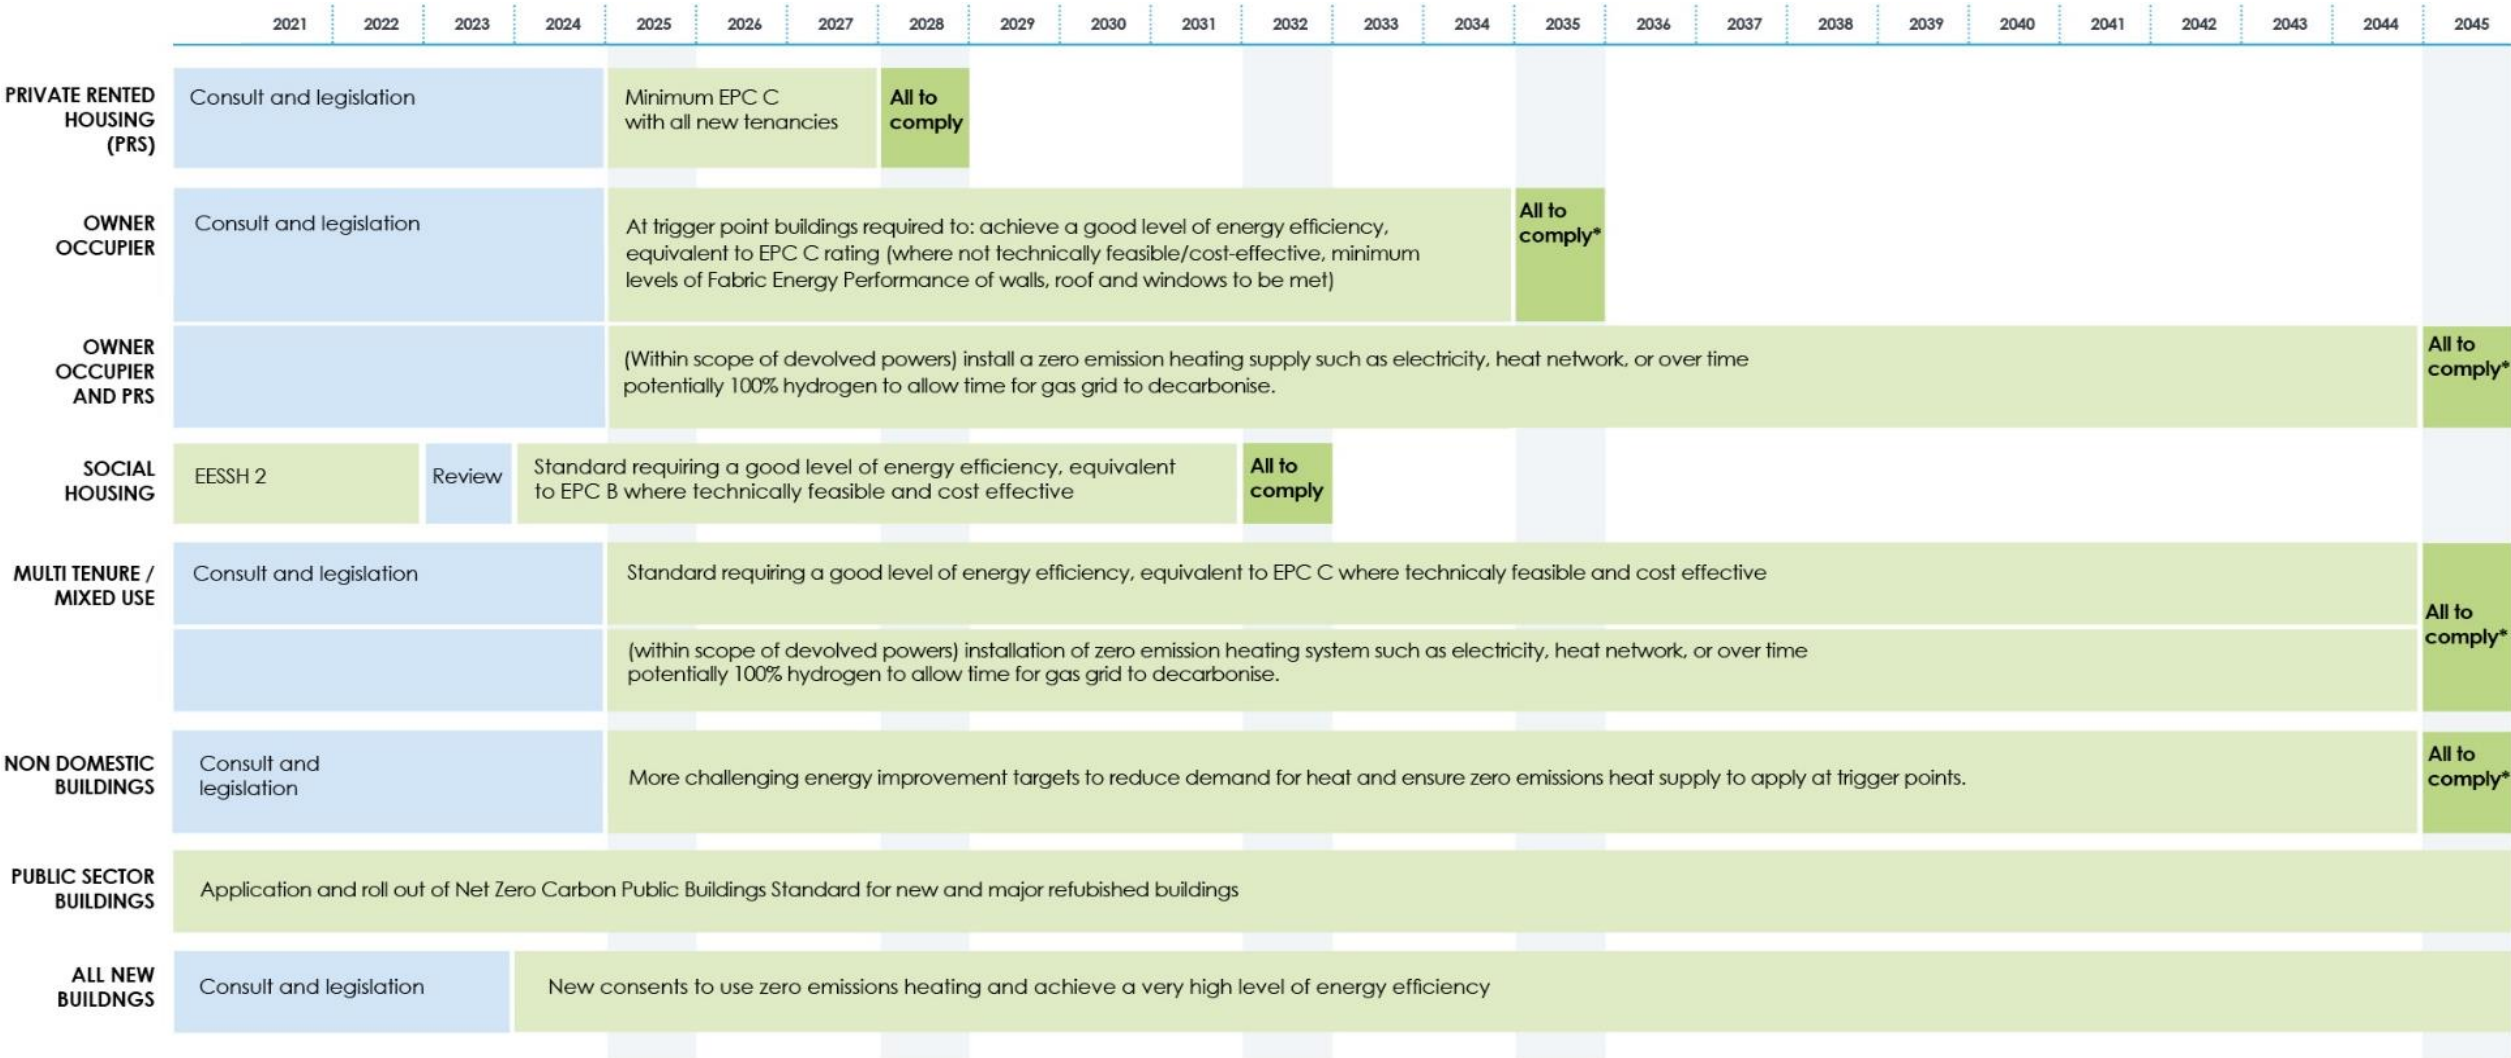 2021 2022 2023 2024 2025 2026 2027 2028 2029 2030 2031 2032 2033 2034 2035 2036 2037 2038 2039 2040 2041 2042 2043 2044 2045
PRIVATE RENTED
HOUSING
(PRS)
Consult and legislation
Minimum EPC C
with all new tenancies
All to
comply
OWNER
OCCUPIER
Consult and legislation
At trigger point buildings required to: achieve a good level of energy efficiency,
equivalent to EPC C rating (where not technically feasible/cost-effective, minimum
levels of Fabric Energy Performance of walls, roof and windows to be met)
All to
comply*
OWNER
OCCUPIER
AND PRS
(Within scope of devolved powers) install a zero emission heating supply such as electricity, heat network, or over time
potentially 100% hydrogen to allow time for gas grid to decarbonise.
All to
comply*
SOCIAL
HOUSING
EESSH 2
Review
Standard requiring a good level of energy efficiency, equivalent
to EPC B where technically feasible and cost effective
All to
comply
MULTI TENURE /
MIXED USE
Consult and legislation
Standard requiring a good level of energy efficiency, equivalent to EPC C where technicaly feasible and cost effective
(within scope of devolved powers) installation of zero emission heating system such as electricity, heat network, or over time
potentially 100% hydrogen to allow time for gas grid to decarbonise.
All to
comply*
NON DOMESTIC
BUILDINGS
Consult and
legislation
More challenging energy improvement targets to reduce demand for heat and ensure zero emissions heat supply to apply at trigger points.
All to
comply*
PUBLIC SECTOR
BUILDINGS
Application and roll out of Net Zero Carbon Public Buildings Standard for new and major refubished buildings
ALL NEW
BUILDNGS
Consult and legislation
New consents to use zero emissions heating and achieve a very high level of energy efficiency